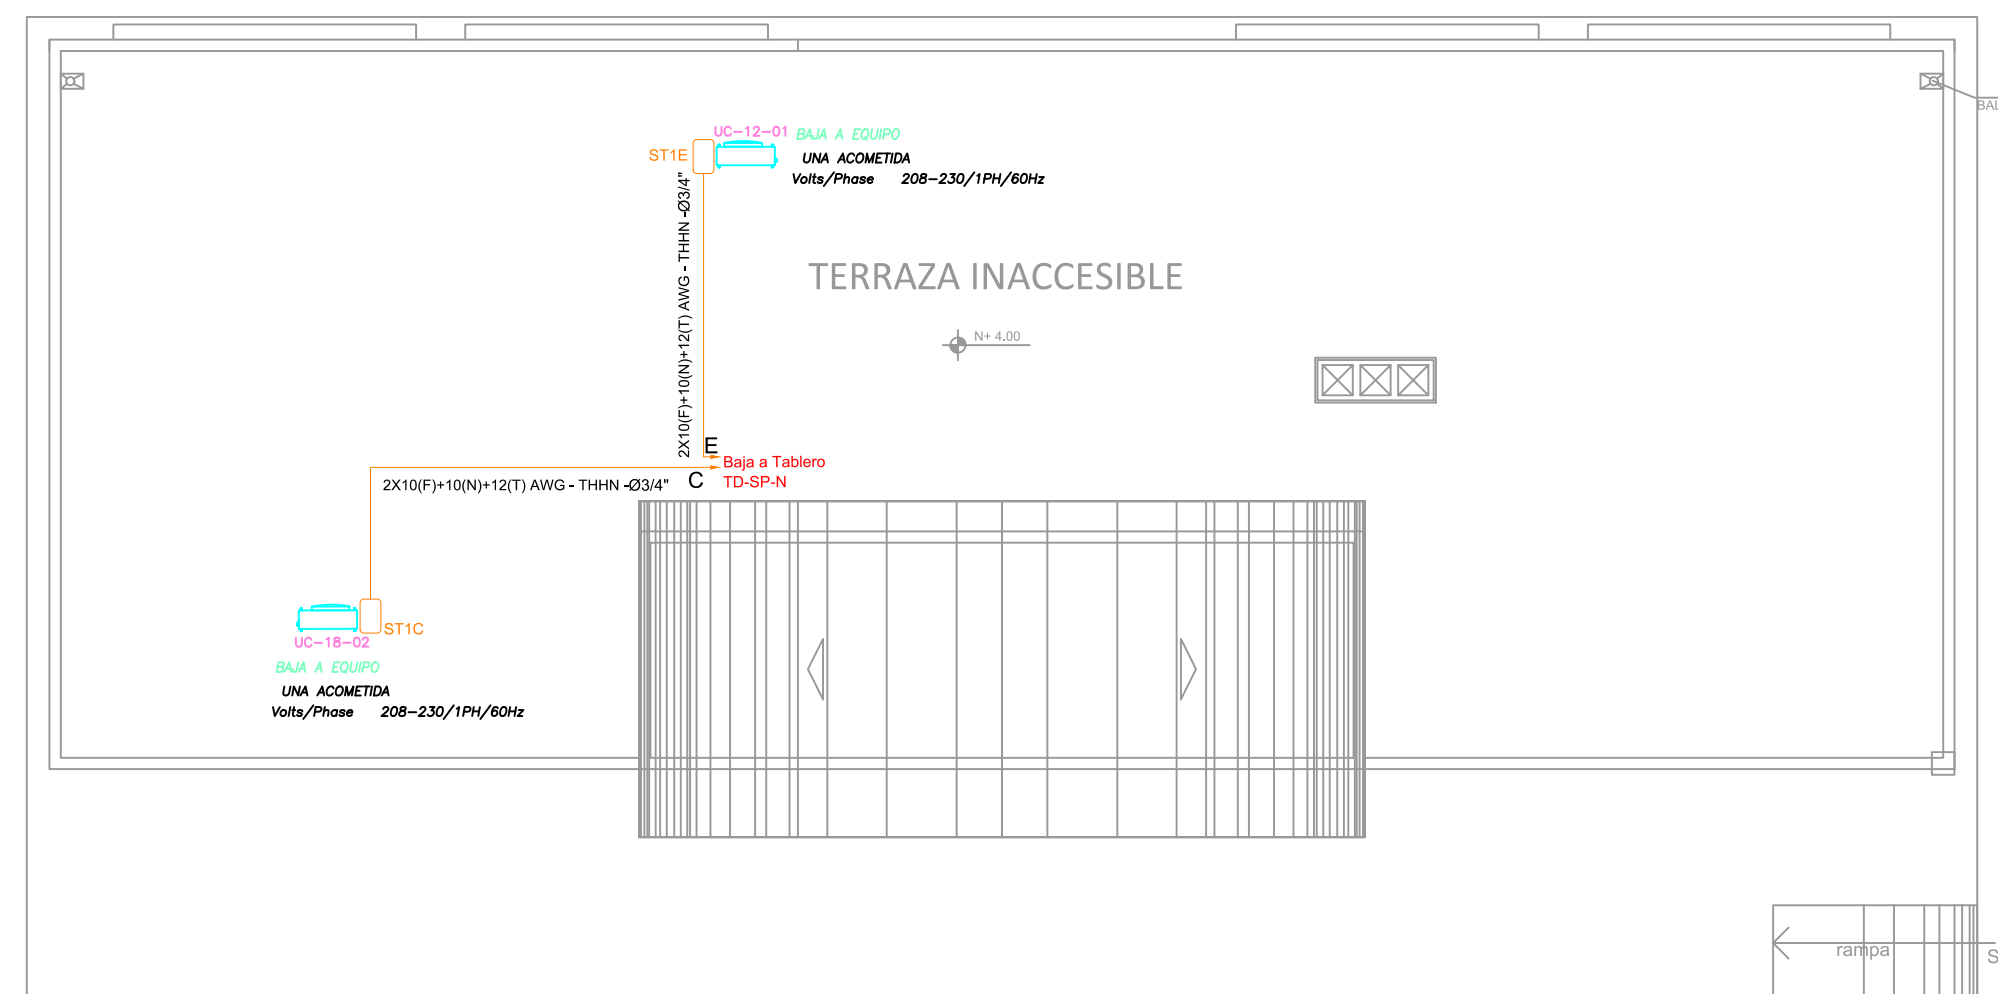 BAL
UC-12-01
BAJA A EQUIPO
ST1E
UNA ACOMETIDA
Volts/Phase 208-230/1PH/60Hz
2X10(F)+10(N)+12(T) AWG - THHN -Ø3/4"
TERRAZA INACCESIBLE
N+ 4.00
E
Baja a Tablero
TD-SP-N
C
2X10(F)+10(N)+12(T) AWG - THHN -Ø3/4"
ST1C
UC-18-02
BAJA A EQUIPO
UNA ACOMETIDA
Volts/Phase 208-230/1PH/60Hz
rampa
S